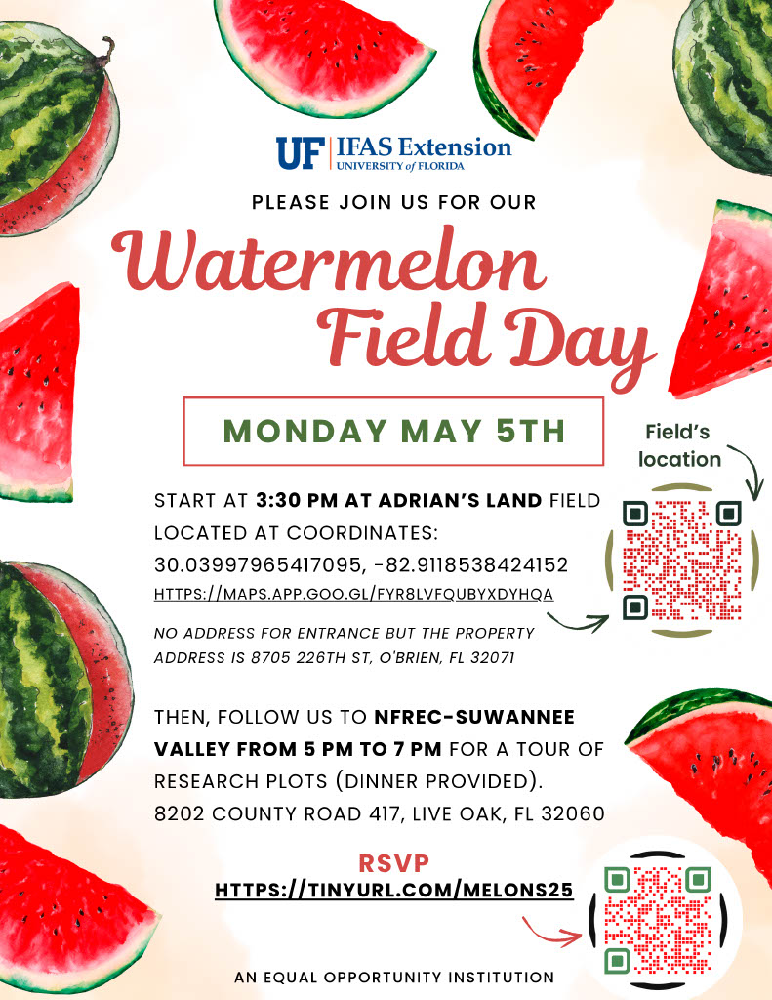 UF | IFAS Extension
UNIVERSITY of FLORIDA
PLEASE JOIN US FOR OUR
Watermelon
Field Day
MONDAY MAY 5TH
Field's
location
START AT 3:30 PM AT ADRIAN'S LAND FIELD
LOCATED AT COORDINATES:
30.03997965417095, -82.9118538424152
HTTPS://MAPS.APP.GOO.GL/FYR8LVFQUBYXDYHQA
NO ADDRESS FOR ENTRANCE BUT THE PROPERTY
ADDRESS IS 8705 226TH ST, O'BRIEN, FL 32071
THEN, FOLLOW US TO NFREC-SUWANNEE
VALLEY FROM 5 PM TO 7 PM FOR A TOUR OF
RESEARCH PLOTS (DINNER PROVIDED).
8202 COUNTY ROAD 417, LIVE OAK, FL 32060
RSVP
HTTPS://TINYURL.COM/MELONS25
AN EQUAL OPPORTUNITY INSTITUTION